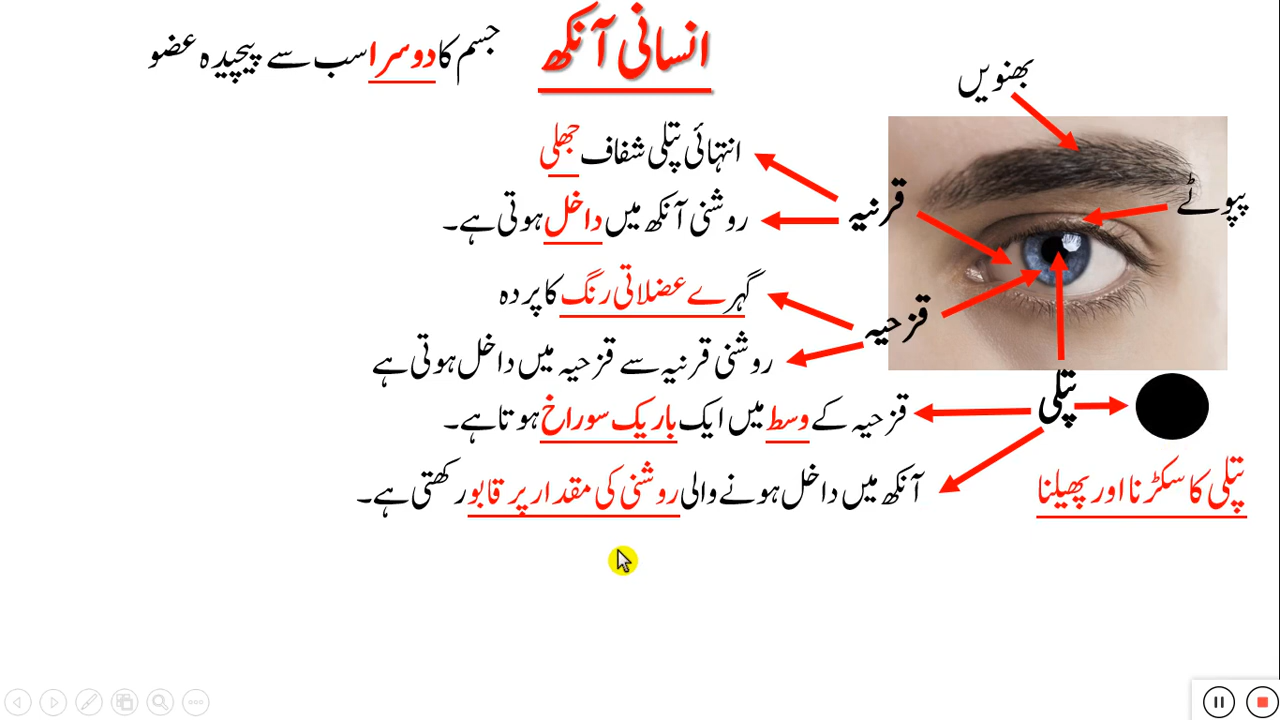 انسانی آنکھ
جسم کا دوسرا سب سے پیچیدہ عضو
بھنویں
پپوٹے
قرنیہ
انتہائی پتلی شفاف جھلی
روشنی آنکھ میں داخل ہوتی ہے۔
قزحیہ
گہرے عضلاتی رنگ کا پردہ
روشنی قرنیہ سے قزحیہ میں داخل ہوتی ہے
پتلی
قزحیہ کے وسط میں ایک باریک سوراخ ہوتا ہے۔
آنکھ میں داخل ہونے والی روشنی کی مقدار پر قابو رکھتی ہے۔
پتلی کا سکڑنا اور پھیلنا